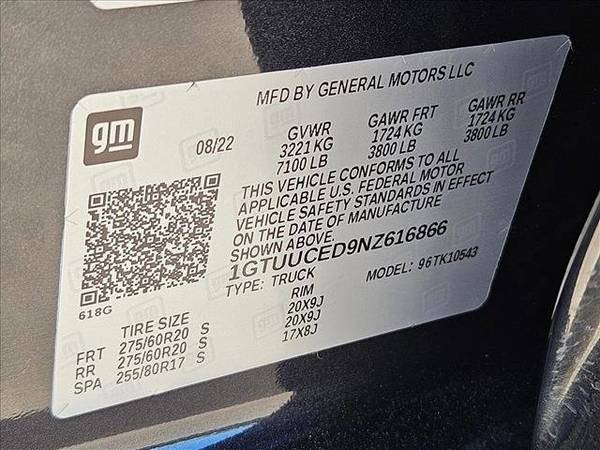 MFD BY GENERAL MOTORS LLC
gm
08/22
GVWR GAWR FRT GAWR RR
3221 KG 1724 KG 1724 KG
7100 LB 3800 LB 3800 LB
THIS VEHICLE CONFORMS TO ALL
APPLICABLE U.S. FEDERAL MOTOR
VEHICLE SAFETY STANDARDS IN EFFECT
ON THE DATE OF MANUFACTURE
SHOWN ABOVE.
1GTUUCED9NZ616866
TYPE: TRUCK MODEL: 96TK10543
618G
TIRE SIZE RIM
FRT 275/60R20 S 20X9J
RR 275/60R20 S 20X9J
SPA 255/80R17 S 17X8J